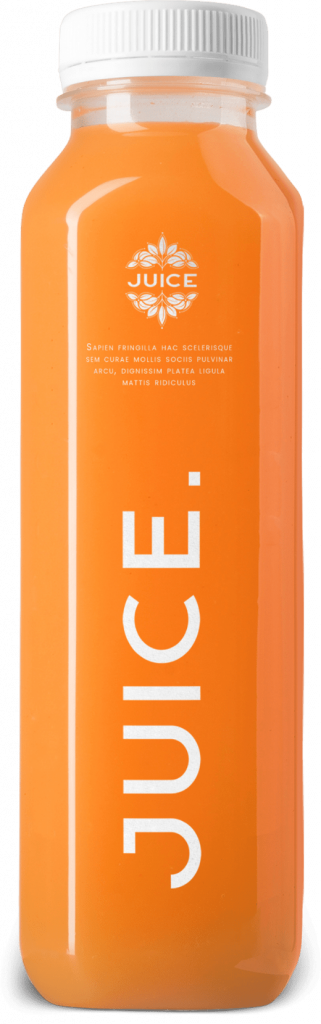 JUICE
Sapien fringilla hac scelerisque
sem curae mollis sociis pulvinar
arcu, dignissim platea ligula
mattis ridiculus
JUICE.